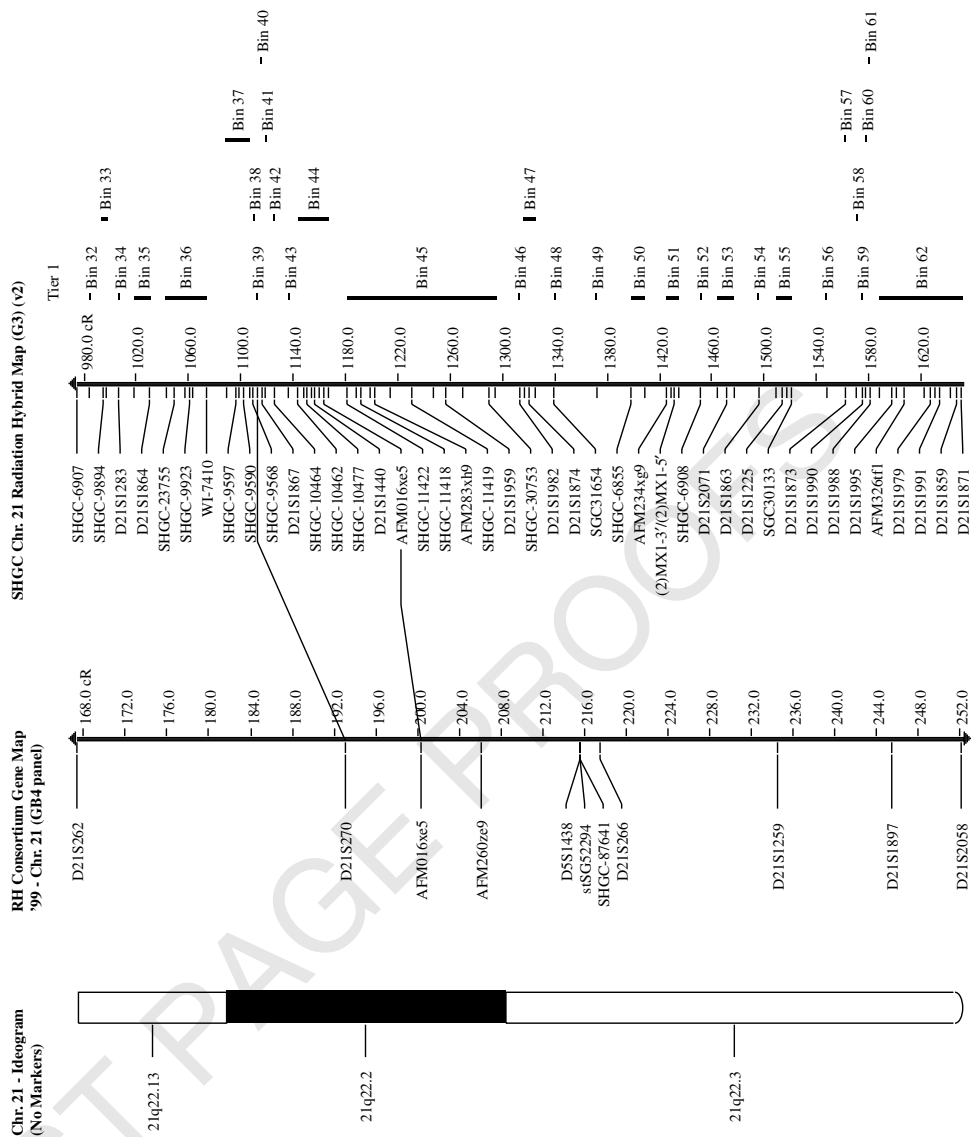 Chr. 21 - Ideogram
(No Markers)
21q22.13
21q22.2
21q22.3
RH Consortium Gene Map
'99 - Chr. 21 (GB4 panel)
D21S262
D21S270
AFM016xe5
AFM260ze9
D5S1438
stSG52294
SHGC-87641
D21S266
D21S1259
D21S1897
D21S2058
168.0 cR
172.0
176.0
180.0
184.0
188.0
192.0
196.0
200.0
204.0
208.0
212.0
216.0
220.0
224.0
228.0
232.0
236.0
240.0
244.0
248.0
252.0
SHGC Chr. 21 Radiation Hybrid Map (G3) (v2)
SHGC-6907
SHGC-9894
D21S1283
D21S1864
SHGC-23755
SHGC-9923
WI-7410
SHGC-9597
SHGC-9590
SHGC-9568
D21S1867
SHGC-10464
SHGC-10462
SHGC-10477
D21S1440
AFM016xe5
SHGC-11422
SHGC-11418
AFM283xh9
SHGC-11419
D21S1959
SHGC-30753
D21S1982
D21S1874
SGC31654
SHGC-6855
AFM234xg9
(2)MX1-3'/(2)MX1-5'
SHGC-6908
D21S2071
D21S1863
D21S1225
SGC30133
D21S1873
D21S1990
D21S1988
D21S1995
AFM326tf1
D21S1979
D21S1991
D21S1859
D21S1871
980.0 cR
1020.0
1060.0
1100.0
1140.0
1180.0
1220.0
1260.0
1300.0
1340.0
1380.0
1420.0
1460.0
1500.0
1540.0
1580.0
1620.0
Tier 1
Bin 32
Bin 34
Bin 35
Bin 36
Bin 39
Bin 43
Bin 45
Bin 46
Bin 48
Bin 49
Bin 50
Bin 51
Bin 52
Bin 53
Bin 54
Bin 55
Bin 56
Bin 59
Bin 62
Bin 33
Bin 38
Bin 42
Bin 44
Bin 47
Bin 58
Bin 37
Bin 41
Bin 57
Bin 60
Bin 40
Bin 61
ST PAGE PROOFS